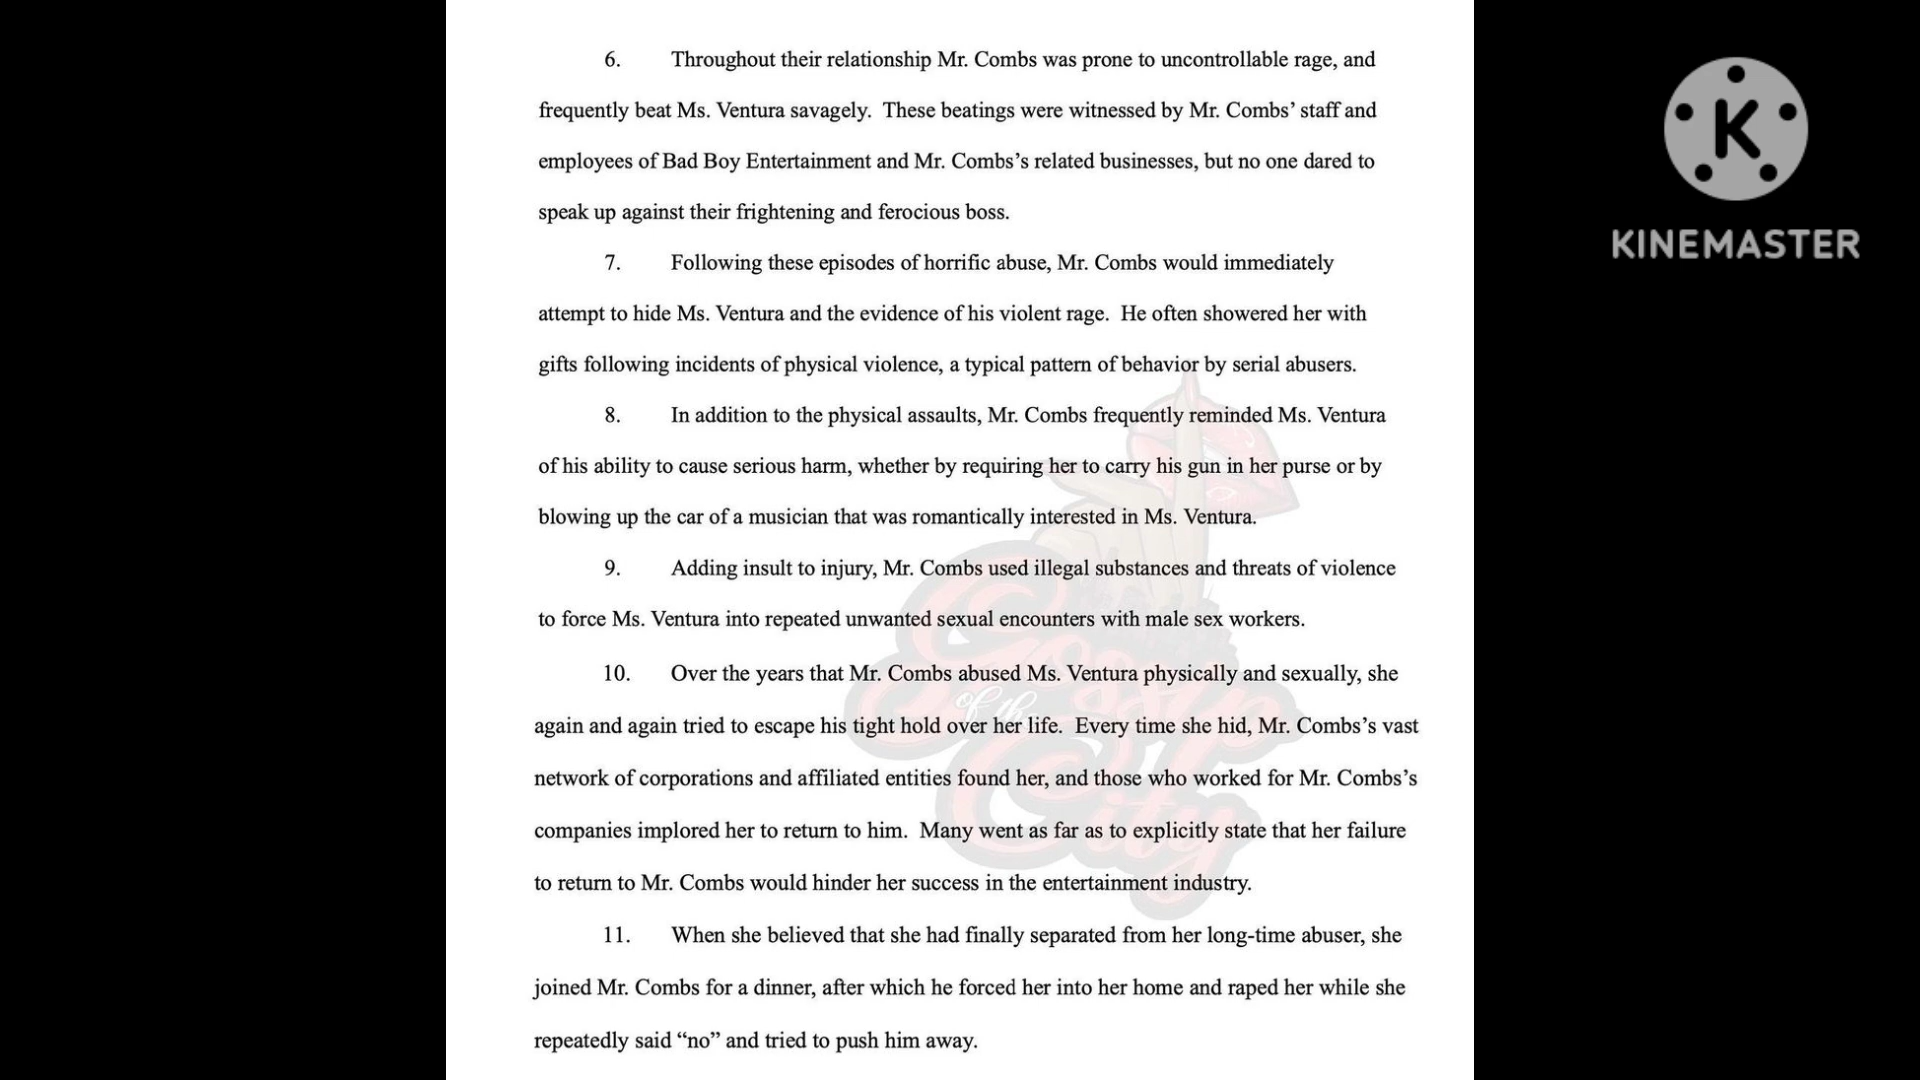 6. Throughout their relationship Mr. Combs was prone to uncontrollable rage, and
frequently beat Ms. Ventura savagely. These beatings were witnessed by Mr. Combs’ staff and
employees of Bad Boy Entertainment and Mr. Combs’s related businesses, but no one dared to
speak up against their frightening and ferocious boss.
7. Following these episodes of horrific abuse, Mr. Combs would immediately
attempt to hide Ms. Ventura and the evidence of his violent rage. He often showered her with
gifts following incidents of physical violence, a typical pattern of behavior by serial abusers.
8. In addition to the physical assaults, Mr. Combs frequently reminded Ms. Ventura
of his ability to cause serious harm, whether by requiring her to carry his gun in her purse or by
blowing up the car of a musician that was romantically interested in Ms. Ventura.
9. Adding insult to injury, Mr. Combs used illegal substances and threats of violence
to force Ms. Ventura into repeated unwanted sexual encounters with male sex workers.
10. Over the years that Mr. Combs abused Ms. Ventura physically and sexually, she
again and again tried to escape his tight hold over her life. Every time she hid, Mr. Combs’s vast
network of corporations and affiliated entities found her, and those who worked for Mr. Combs’s
companies implored her to return to him. Many went as far as to explicitly state that her failure
to return to Mr. Combs would hinder her success in the entertainment industry.
11. When she believed that she had finally separated from her long-time abuser, she
joined Mr. Combs for a dinner, after which he forced her into her home and raped her while she
repeatedly said “no” and tried to push him away.
Gossip
of the
City
K
KINEMASTER